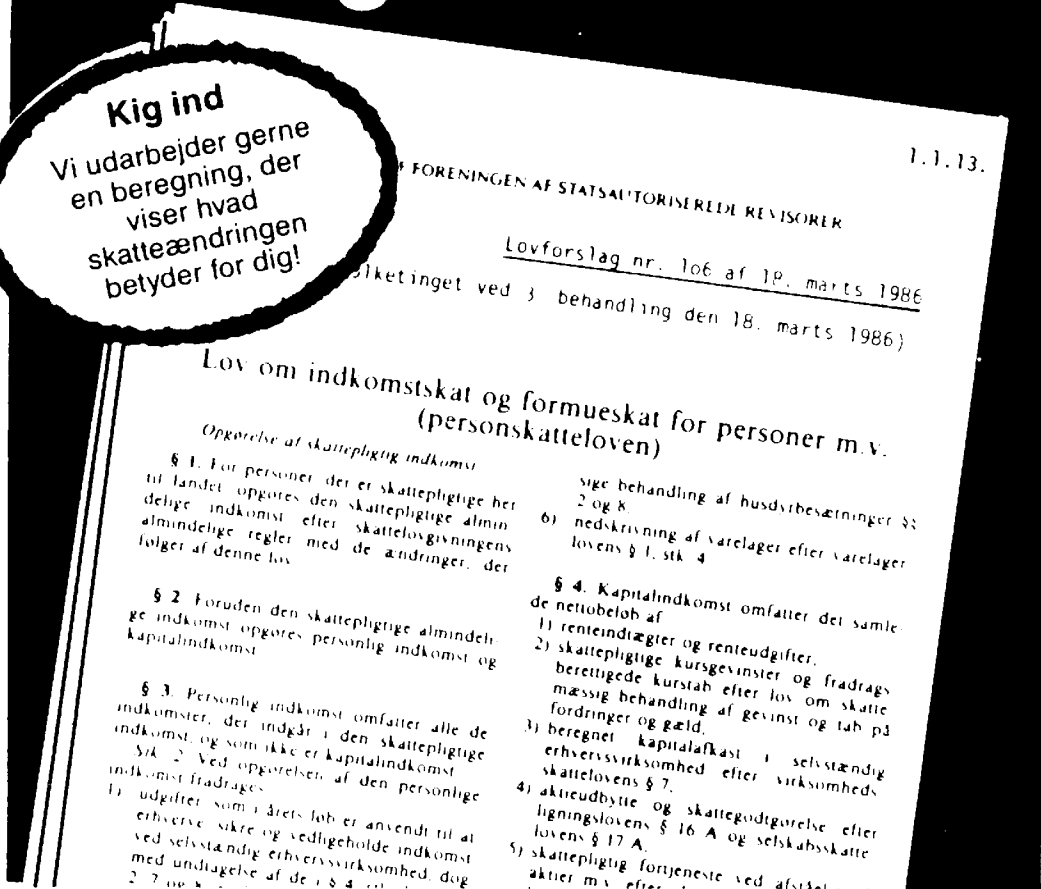 Kig ind
Vi udarbejder gerne
en beregning, der
viser hvad
skatteændringen
betyder for dig!
1.1.13.
FORENINGEN AF STATSAUTORISEREDE REVISORER
Lovforslag nr. 106 af 18. marts 1986
lketinget ved 3 behandling den 18. marts 1986)
Lov om indkomstskat og formueskat for personer m.v.
(personskatteloven)
Opgørelse af skattepligtig indkomst
§ 1. For personer, der er skattepligtige her
til landet, opgøres den skattepligtige almin
delige indkomst efter skattelovgivningens
almindelige regler med de ændringer, der
følger af denne lov
§ 2. Foruden den skattepligtige almindeli-
ge indkomst opgøres personlig indkomst og
kapitalindkomst
§ 3. Personlig indkomst omfatter alle de
indkomster, der indgår i den skattepligtige
indkomst, og som ikke er kapitalindkomst
Stk. 2. Ved opgørelsen af den personlige
indkomst fradrages
1) udgifter, som i årets løb er anvendt til at
erhverve, sikre og vedligeholde indkomst
ved selvstændig erhvervsvirksomhed, dog
med undtagelse af de i § 4, stk.
2, 7 og 8
sige behandling af husdyrbesætninger §§
2 og 8.
6) nedskrivning af varelager efter varelager
lovens § 1, stk. 4
§ 4. Kapitalindkomst omfatter det samle-
de nettobeløb af
1) renteindtægter og renteudgifter,
2) skattepligtige kursgevinster og fradrags
berettigede kurstab efter lov om skatte
mæssig behandling af gevinst og tab på
fordringer og gæld,
3) beregnet kapitalafkast i selvstændig
erhvervsvirksomhed efter virksomheds
skattelovens § 7,
4) aktieudbytte og skattegodtgørelse efter
ligningslovens § 16 A og selskabsskatte
lovens § 17 A.
5) skattepligtig fortjeneste ved
aktier m.v. efter